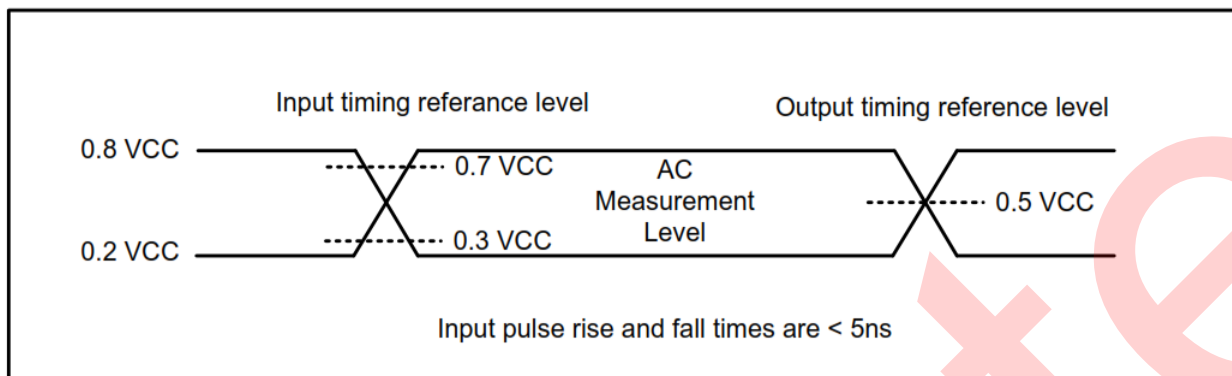 Input timing referance level
Output timing reference level
0.8 VCC
0.7 VCC
AC
Measurement
Level
0.5 VCC
0.3 VCC
0.2 VCC
Input pulse rise and fall times are < 5ns